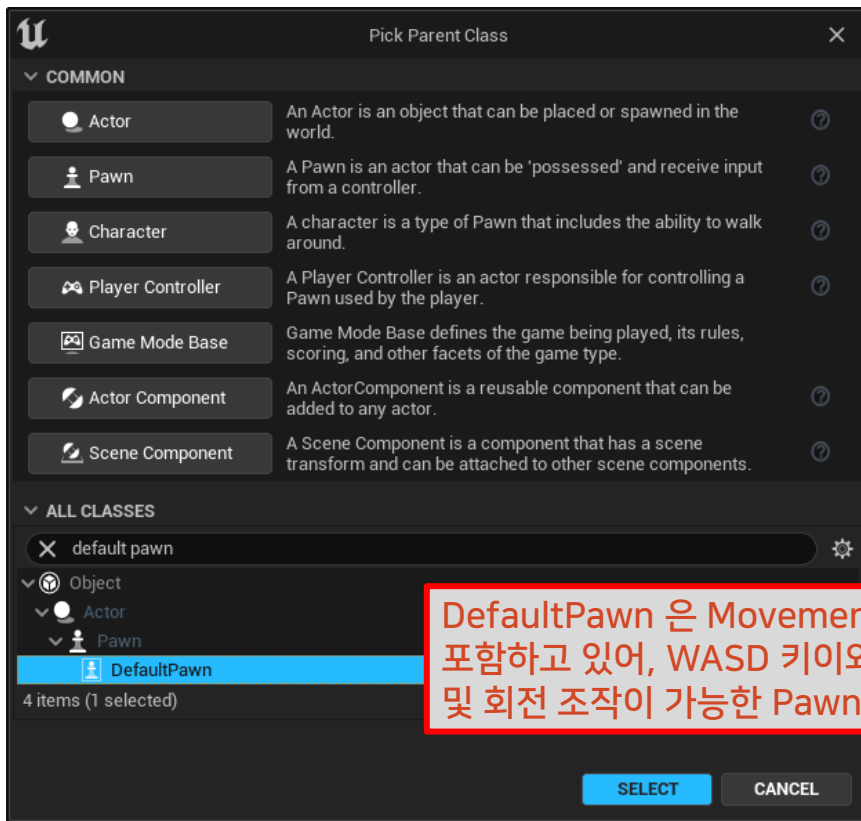 Pick Parent Class
COMMON
Actor
An Actor is an object that can be placed or spawned in the
world.
Pawn
A Pawn is an actor that can be 'possessed' and receive input
from a controller.
Character
A character is a type of Pawn that includes the ability to walk
around.
Player Controller
A Player Controller is an actor responsible for controlling a
Pawn used by the player.
Game Mode Base
Game Mode Base defines the game being played, its rules,
scoring, and other facets of the game type.
Actor Component
An ActorComponent is a reusable component that can be
added to any actor.
Scene Component
A Scene Component is a component that has a scene
transform and can be attached to other scene components.
ALL CLASSES
default pawn
Object
Actor
Pawn
DefaultPawn
4 items (1 selected)
DefaultPawn 은
포함하고 있어, WASD
및 회전 조작이 가능한 Pawn
SELECT
CANCEL